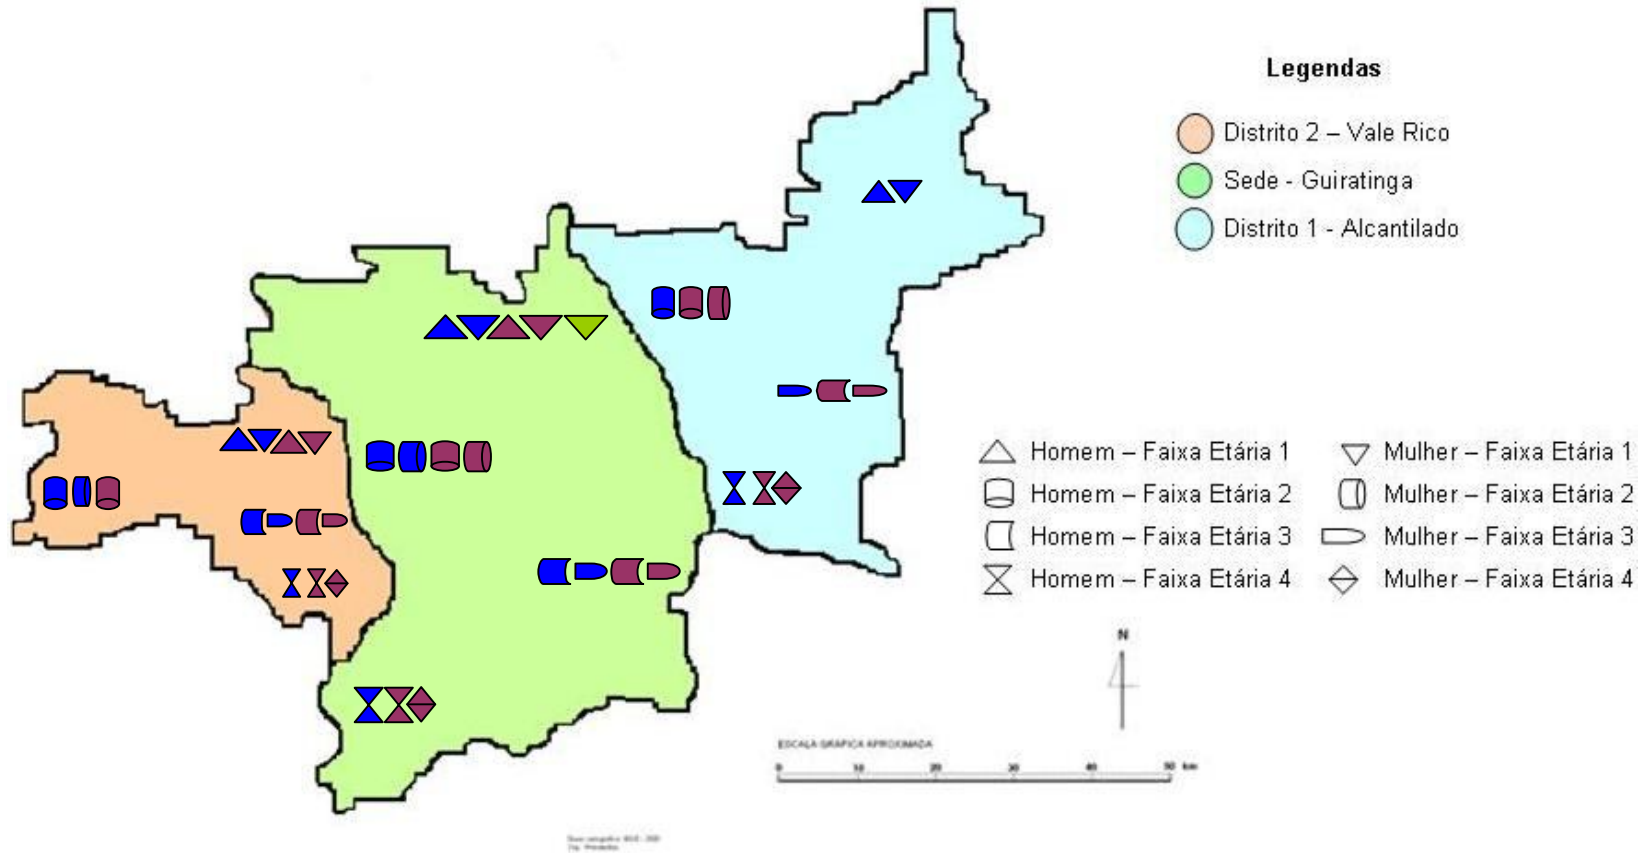 Legendas
Distrito 2 – Vale Rico
Sede - Guiratinga
Distrito 1 - Alcantilado
Homem – Faixa Etária 1
Mulher – Faixa Etária 1
Homem – Faixa Etária 2
Mulher – Faixa Etária 2
Homem – Faixa Etária 3
Mulher – Faixa Etária 3
Homem – Faixa Etária 4
Mulher – Faixa Etária 4
N
ESCALA GRÁFICA APROXIMADA
0 10 20 30 40 50 km